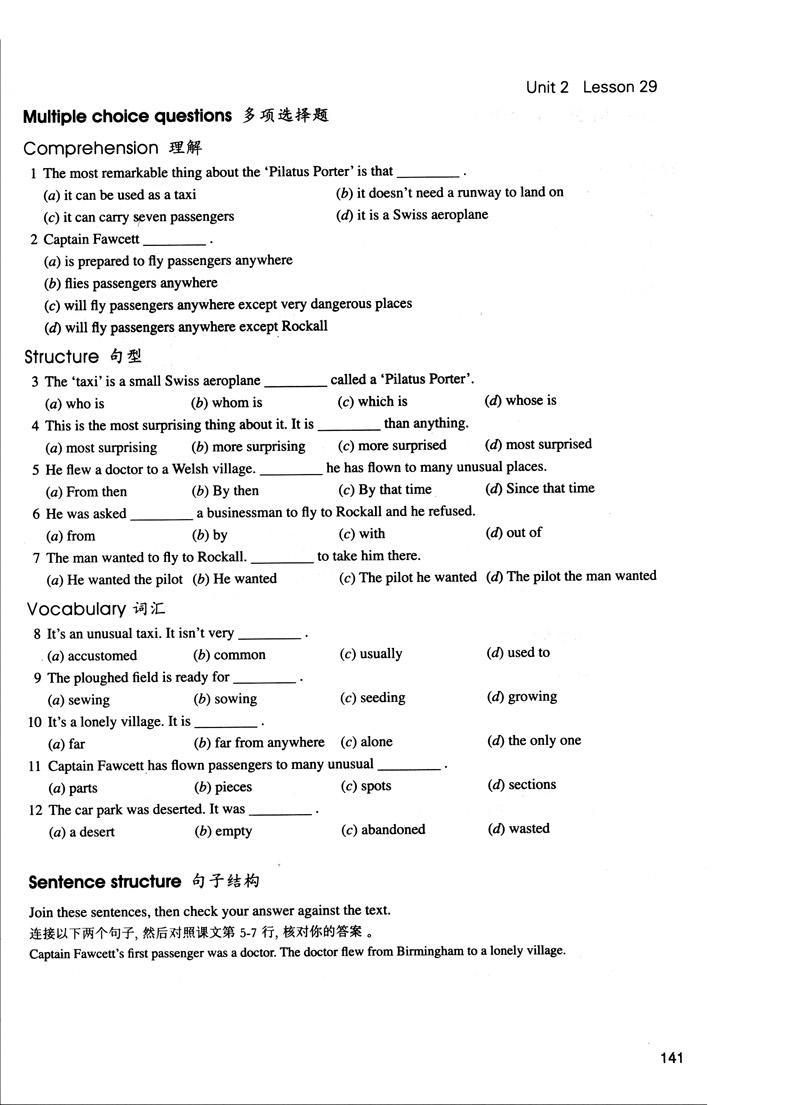 Unit 2 Lesson 29
Multiple choice questions 多项选择题
Comprehension 理解
1 The most remarkable thing about the ‘Pilatus Porter’ is that ________ .
(a) it can be used as a taxi (b) it doesn’t need a runway to land on
(c) it can carry seven passengers (d) it is a Swiss aeroplane
2 Captain Fawcett ________ .
(a) is prepared to fly passengers anywhere
(b) flies passengers anywhere
(c) will fly passengers anywhere except very dangerous places
(d) will fly passengers anywhere except Rockall
Structure 句型
3 The ‘taxi’ is a small Swiss aeroplane ________ called a ‘Pilatus Porter’.
(a) who is (b) whom is (c) which is (d) whose is
4 This is the most surprising thing about it. It is ________ than anything.
(a) most surprising (b) more surprising (c) more surprised (d) most surprised
5 He flew a doctor to a Welsh village. ________ he has flown to many unusual places.
(a) From then (b) By then (c) By that time (d) Since that time
6 He was asked ________ a businessman to fly to Rockall and he refused.
(a) from (b) by (c) with (d) out of
7 The man wanted to fly to Rockall. ________ to take him there.
(a) He wanted the pilot (b) He wanted (c) The pilot he wanted (d) The pilot the man wanted
Vocabulary 词汇
8 It’s an unusual taxi. It isn’t very ________ .
(a) accustomed (b) common (c) usually (d) used to
9 The ploughed field is ready for ________ .
(a) sewing (b) sowing (c) seeding (d) growing
10 It’s a lonely village. It is ________ .
(a) far (b) far from anywhere (c) alone (d) the only one
11 Captain Fawcett has flown passengers to many unusual ________ .
(a) parts (b) pieces (c) spots (d) sections
12 The car park was deserted. It was ________ .
(a) a desert (b) empty (c) abandoned (d) wasted
Sentence structure 句子结构
Join these sentences, then check your answer against the text.
连接以下两个句子, 然后对照课文第 5-7 行, 核对你的答案 。
Captain Fawcett’s first passenger was a doctor. The doctor flew from Birmingham to a lonely village.
141